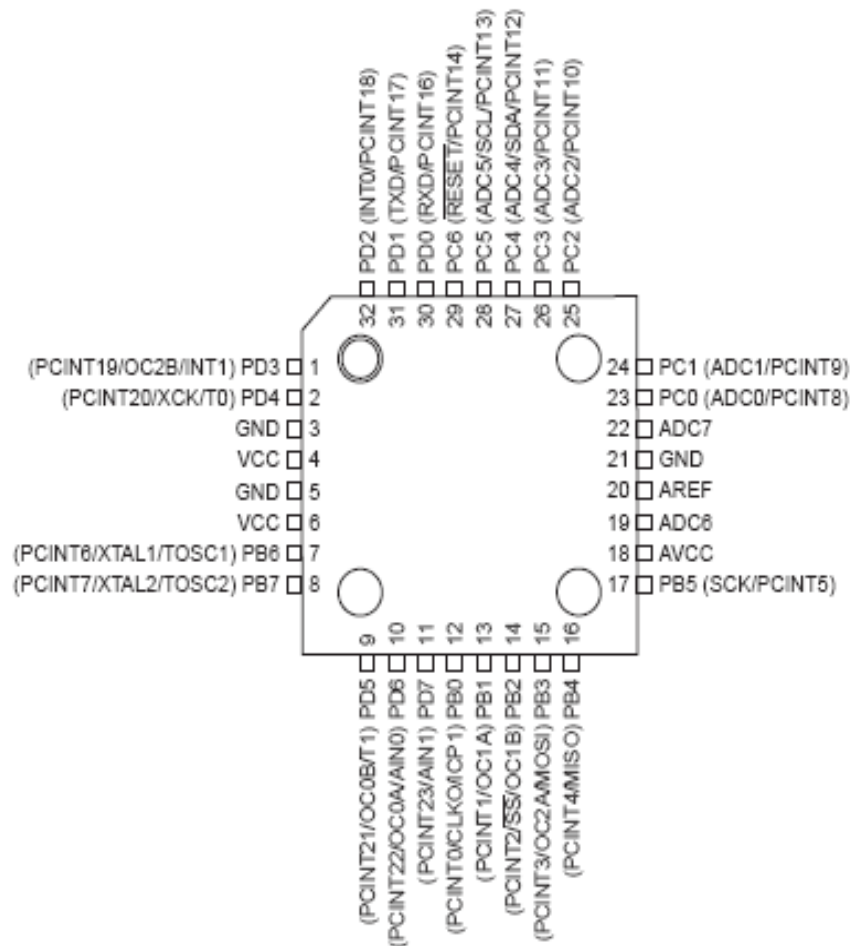 32 PD2 (INT0/PCINT18)
31 PD1 (TXD/PCINT17)
30 PD0 (RXD/PCINT16)
29 PC6 (RESET/PCINT14)
28 PC5 (ADC5/SCL/PCINT13)
27 PC4 (ADC4/SDA/PCINT12)
26 PC3 (ADC3/PCINT11)
25 PC2 (ADC2/PCINT10)
(PCINT19/OC2B/INT1) PD3 1
(PCINT20/XCK/T0) PD4 2
GND 3
VCC 4
GND 5
VCC 6
(PCINT6/XTAL1/TOSC1) PB6 7
(PCINT7/XTAL2/TOSC2) PB7 8
24 PC1 (ADC1/PCINT9)
23 PC0 (ADC0/PCINT8)
22 ADC7
21 GND
20 AREF
19 ADC6
18 AVCC
17 PB5 (SCK/PCINT5)
(PCINT21/OC0B/T1) PD5 9
(PCINT22/OC0A/AIN0) PD6 10
(PCINT23/AIN1) PD7 11
(PCINT0/CLKO/ICP1) PB0 12
(PCINT1/OC1A) PB1 13
(PCINT2/SS/OC1B) PB2 14
(PCINT3/OC2A/MOSI) PB3 15
(PCINT4/MISO) PB4 16